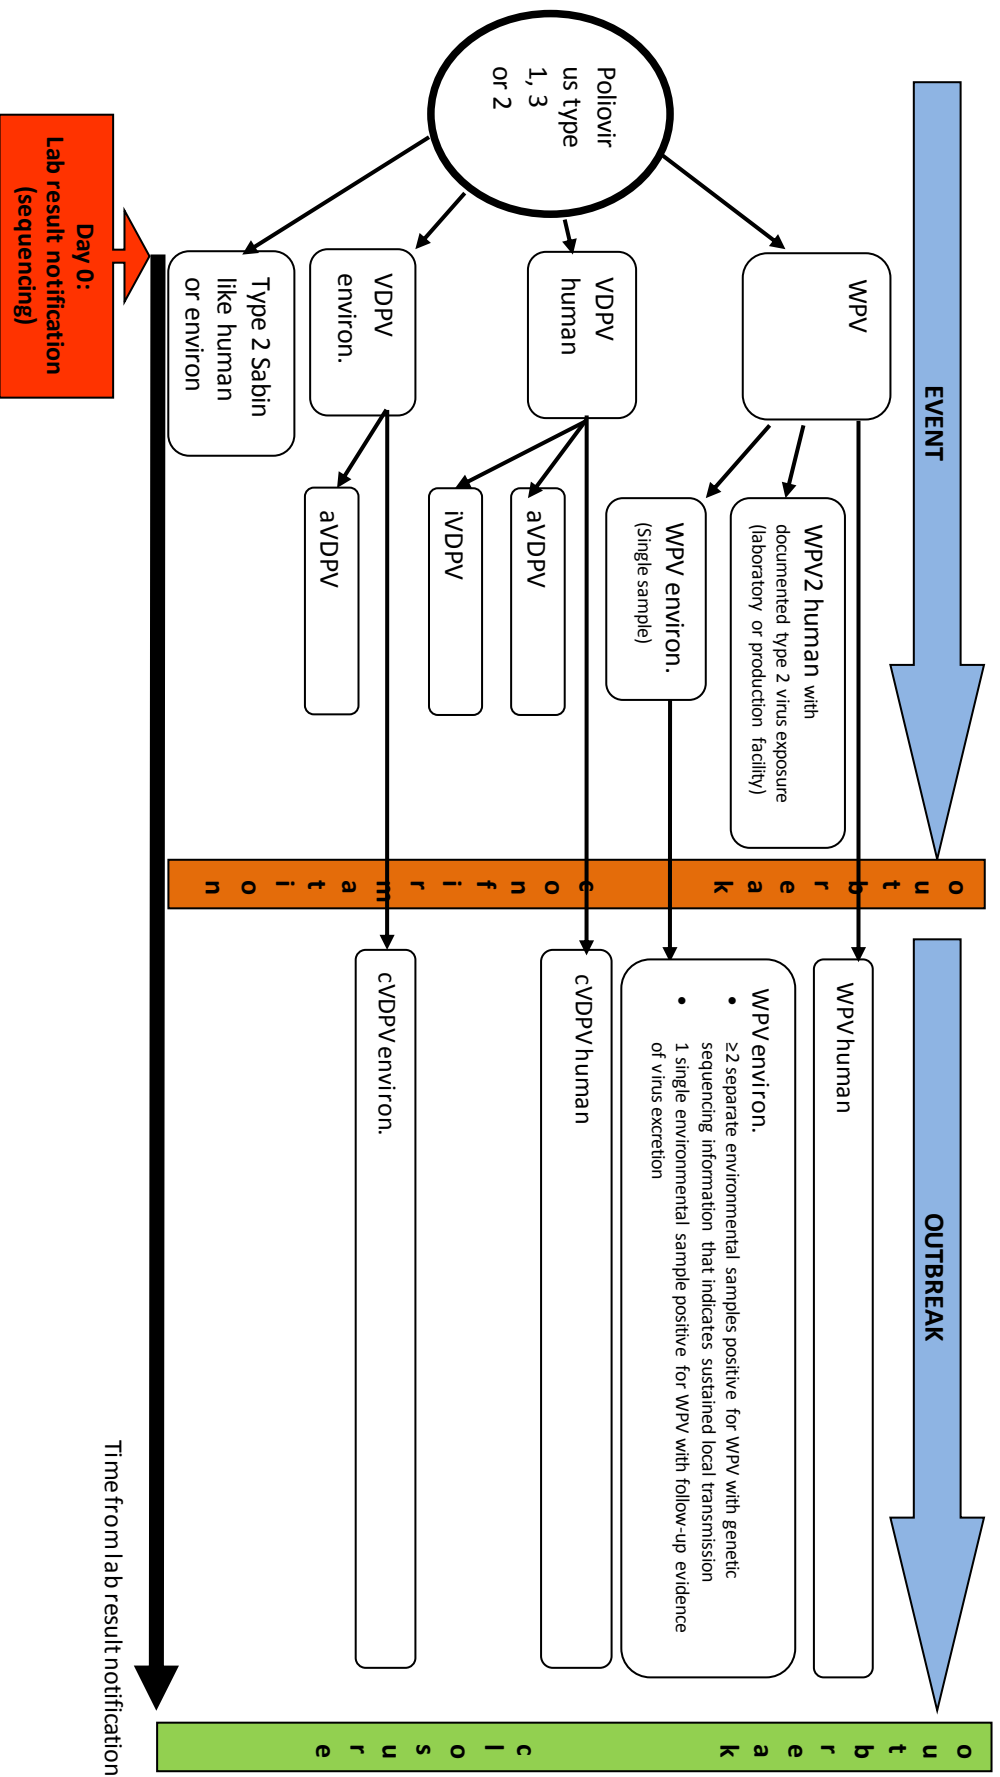 EVENT
OUTBREAK
Poliovir
us type
1, 3
or 2
WPV
VDPV
human
VDPV
environ.
Type 2 Sabin
like human
or environ
WPV2 human with
documented type 2 virus exposure
(laboratory or production facility)
WPV environ.
(Single sample)
aVDPV
iVDPV
aVDPV
outbreak confirmation
WPV human
WPV environ.
• ≥2 separate environmental samples positive for WPV with genetic
sequencing information that indicates sustained local transmission
• 1 single environmental sample positive for WPV with follow-up evidence
of virus excretion
cVDPV human
cVDPV environ.
outbreak closure
Day 0:
Lab result notification
(sequencing)
Time from lab result notification